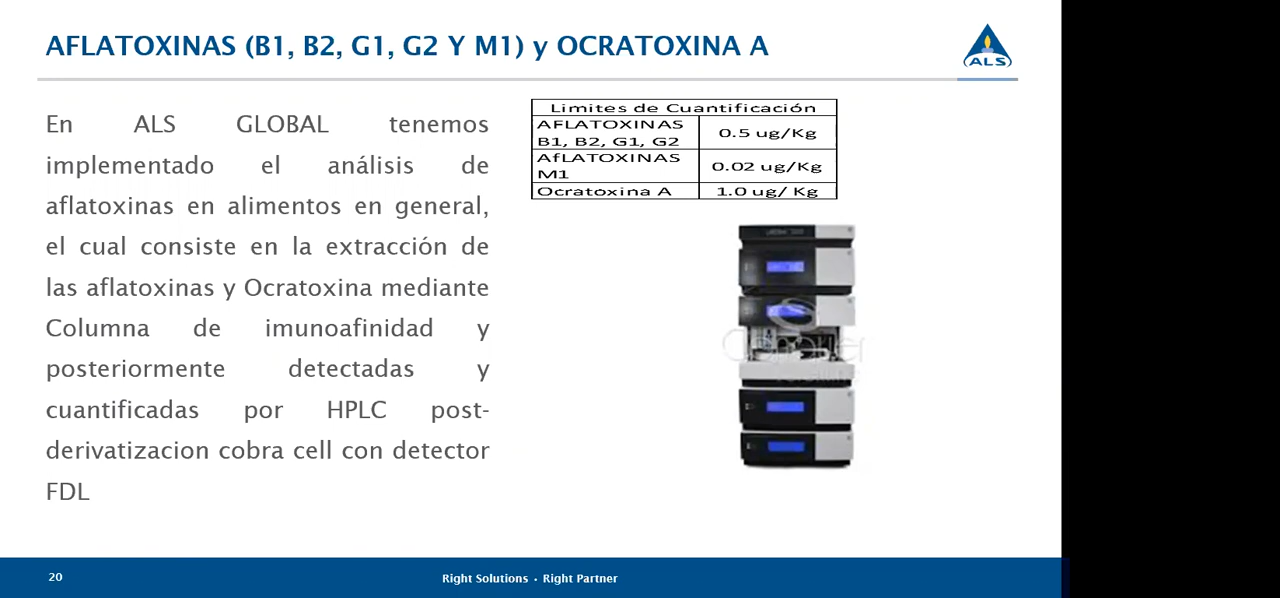 AFLATOXINAS (B1, B2, G1, G2 Y M1) y OCRATOXINA A
ALS
En ALS GLOBAL tenemos
implementado el análisis de
aflatoxinas en alimentos en general,
el cual consiste en la extracción de
las aflatoxinas y Ocratoxina mediante
Columna de imunoafinidad y
posteriormente detectadas y
cuantificadas por HPLC post-
derivatizacion cobra cell con detector
FDL
Limites de Cuantificación
AFLATOXINAS
B1, B2, G1, G2
0.5 ug/Kg
AfLATOXINAS
M1
0.02 ug/Kg
Ocratoxina A
1.0 ug/ Kg
20
Right Solutions • Right Partner